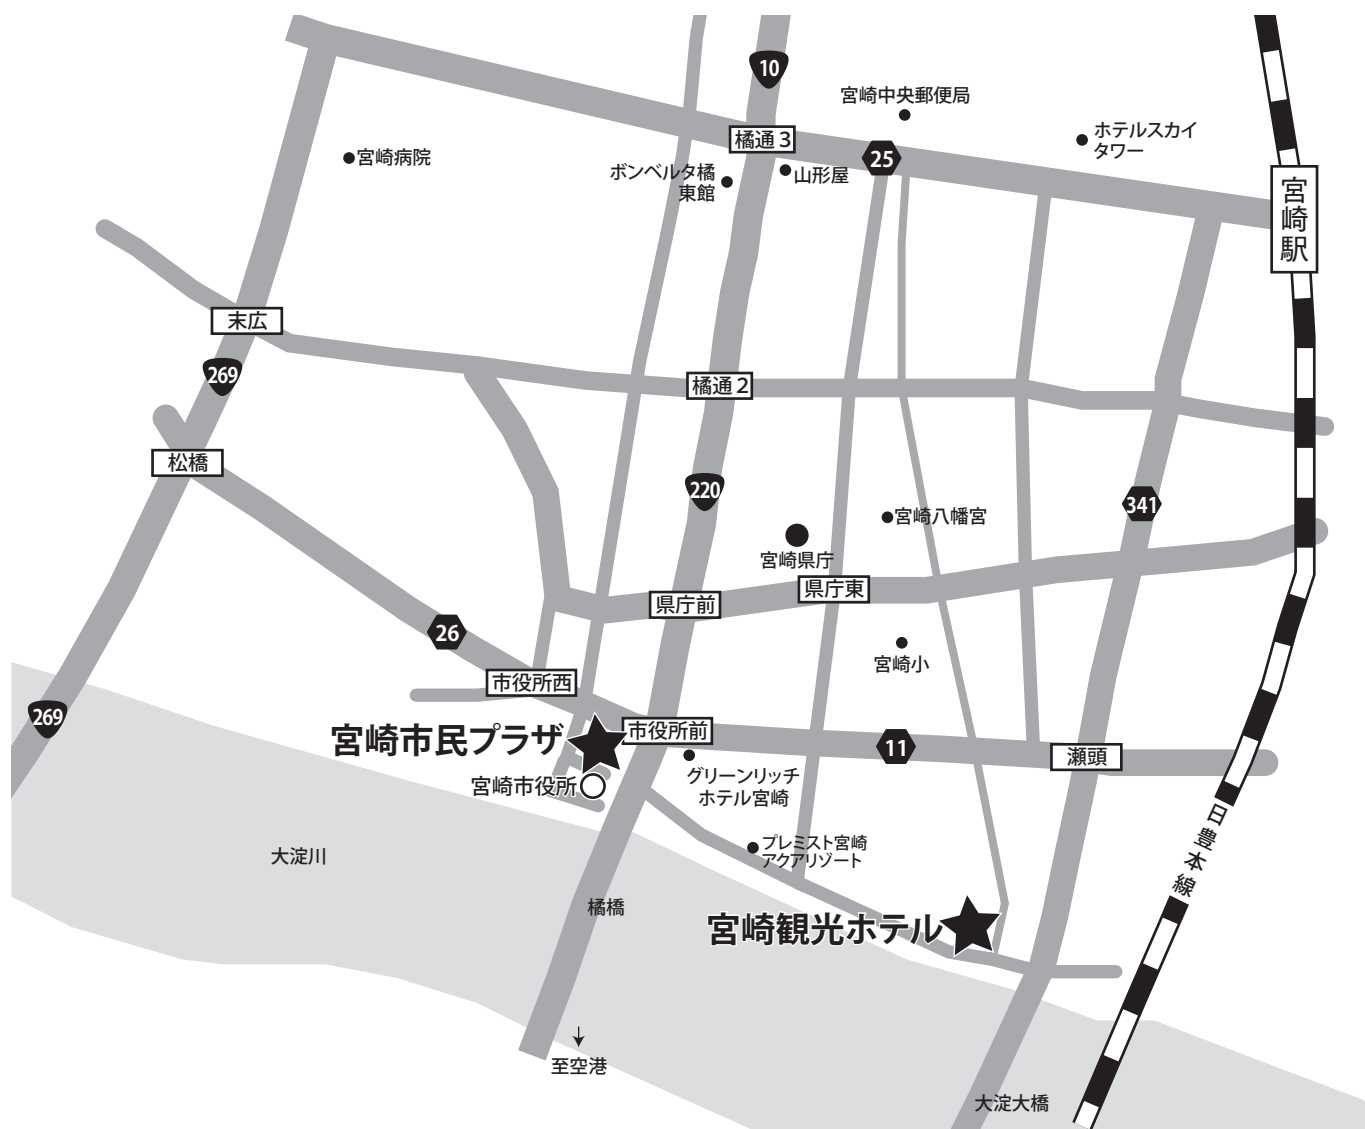 10
宮崎中央郵便局
ホテルスカイ
タワー
橘通3
25
宮崎病院
ボンベルタ橘
東館
山形屋
宮崎駅
末広
269
橘通2
松橋
220
341
宮崎八幡宮
宮崎県庁
県庁東
県庁前
26
宮崎小
市役所西
269
宮崎市民プラザ
市役所前
11
瀬頭
宮崎市役所
グリーンリッチ
ホテル宮崎
日豊本線
プレミスト宮崎
アクアリゾート
大淀川
橘橋
宮崎観光ホテル
↓
至空港
大淀大橋